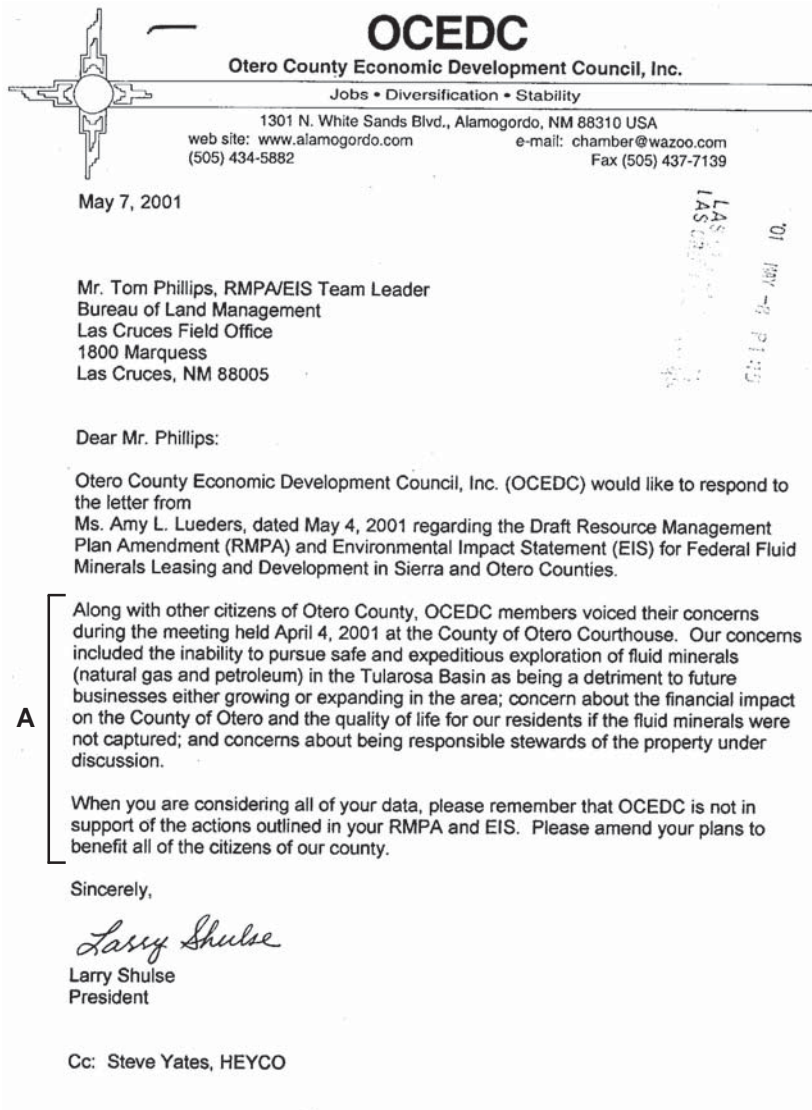 OCEDC
Otero County Economic Development Council, Inc.
Jobs • Diversification • Stability
1301 N. White Sands Blvd., Alamogordo, NM 88310 USA
web site: www.alamogordo.com e-mail: chamber@wazoo.com
(505) 434-5882 Fax (505) 437-7139
May 7, 2001
LAS
LAS
'01 MAY -8 P1:
Mr. Tom Phillips, RMPA/EIS Team Leader
Bureau of Land Management
Las Cruces Field Office
1800 Marquess
Las Cruces, NM 88005
Dear Mr. Phillips:
Otero County Economic Development Council, Inc. (OCEDC) would like to respond to
the letter from
Ms. Amy L. Lueders, dated May 4, 2001 regarding the Draft Resource Management
Plan Amendment (RMPA) and Environmental Impact Statement (EIS) for Federal Fluid
Minerals Leasing and Development in Sierra and Otero Counties.
Along with other citizens of Otero County, OCEDC members voiced their concerns
during the meeting held April 4, 2001 at the County of Otero Courthouse. Our concerns
included the inability to pursue safe and expeditious exploration of fluid minerals
(natural gas and petroleum) in the Tularosa Basin as being a detriment to future
businesses either growing or expanding in the area; concern about the financial impact
A on the County of Otero and the quality of life for our residents if the fluid minerals were
not captured; and concerns about being responsible stewards of the property under
discussion.
When you are considering all of your data, please remember that OCEDC is not in
support of the actions outlined in your RMPA and EIS. Please amend your plans to
benefit all of the citizens of our county.
Sincerely,
Larry Shulse
Larry Shulse
President
Cc: Steve Yates, HEYCO